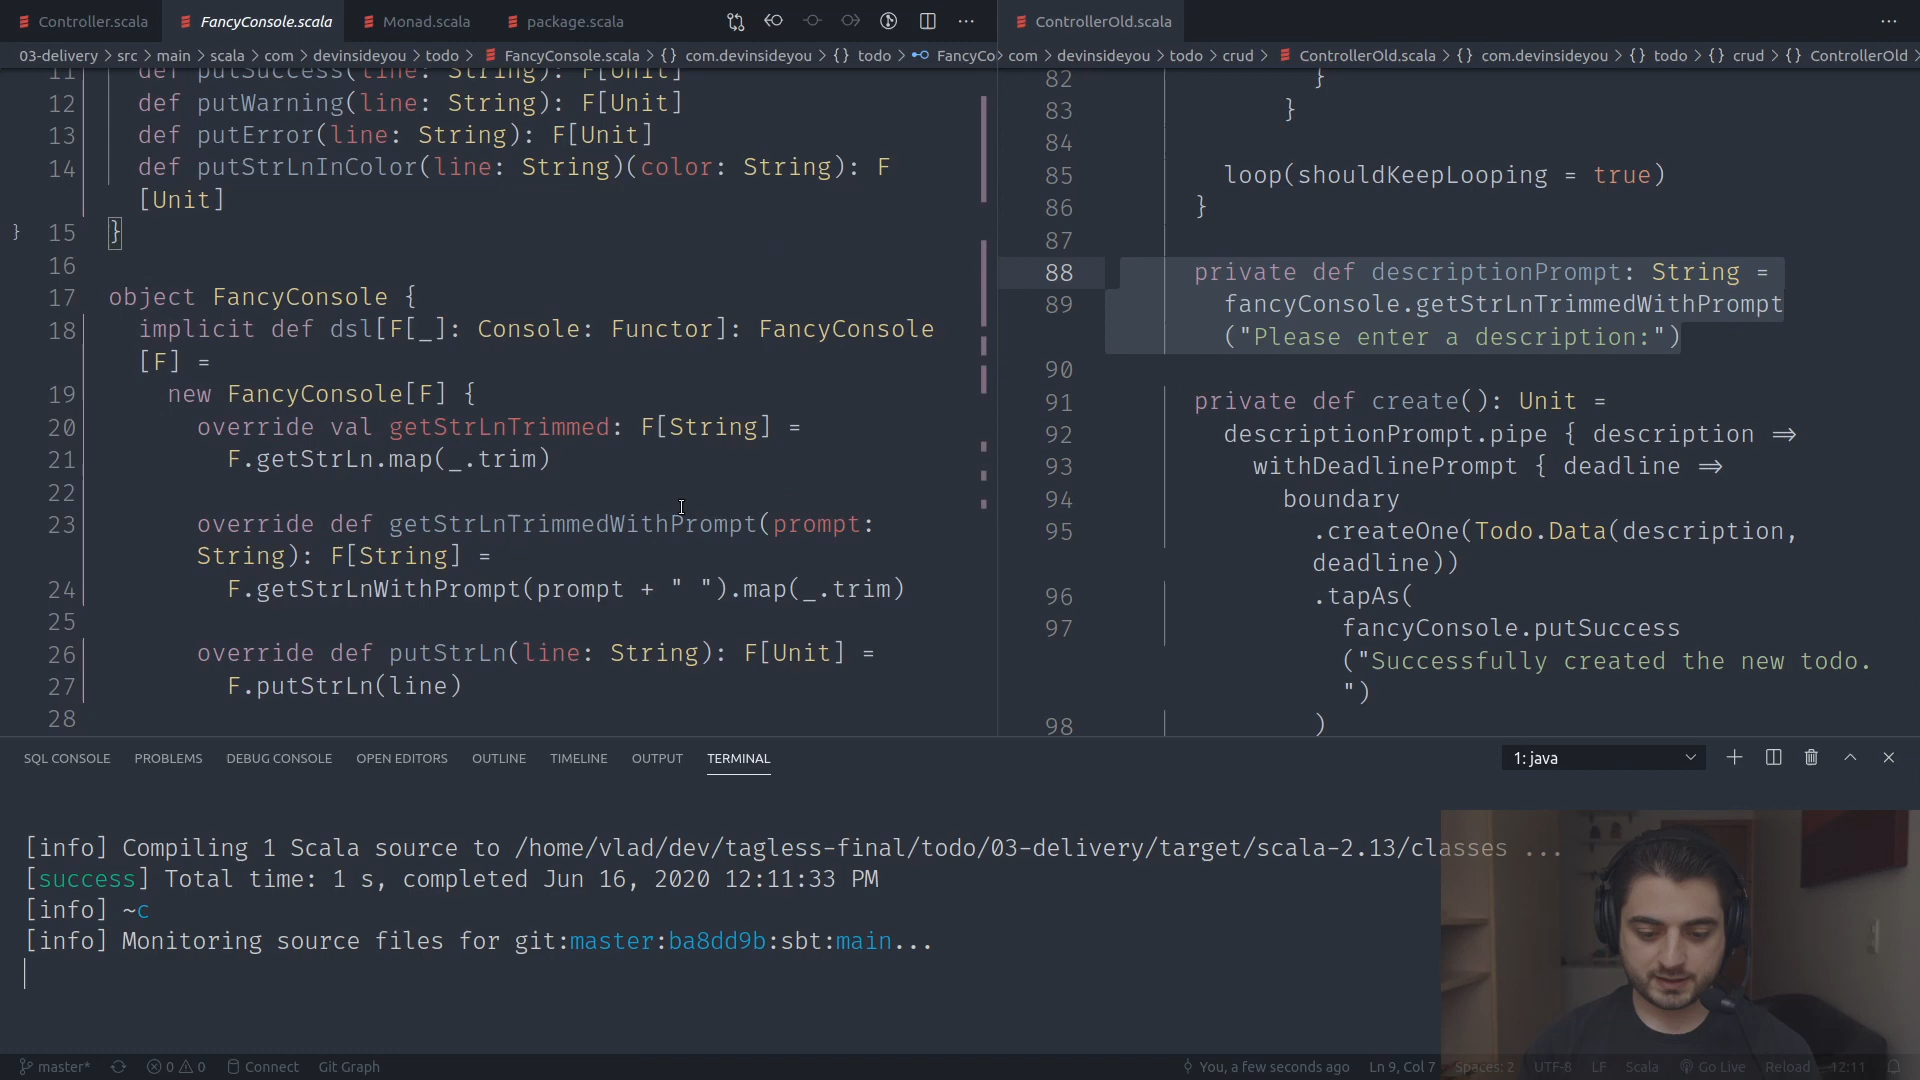 Controller.scala
FancyConsole.scala
Monad.scala
package.scala
ControllerOld.scala
03-delivery > src > main > scala > com > devinsideyou > todo > FancyConsole.scala > {} com.devinsideyou > {} todo > FancyCo
com > devinsideyou > todo > crud > ControllerOld.scala > {} com.devinsideyou > {} todo > {} crud > {} ControllerOld >
11 def putSuccess(line: String): F[Unit]
12 def putWarning(line: String): F[Unit]
13 def putError(line: String): F[Unit]
14 def putStrLnInColor(line: String)(color: String): F
[Unit]
} 15 }
16
17 object FancyConsole {
18 implicit def dsl[F[_]: Console: Functor]: FancyConsole
[F] =
19 new FancyConsole[F] {
20 override val getStrLnTrimmed: F[String] =
21 F.getStrLn.map(_.trim)
22
23 override def getStrLnTrimmedWithPrompt(prompt:
String): F[String] =
24 F.getStrLnWithPrompt(prompt + " ").map(_.trim)
25
26 override def putStrLn(line: String): F[Unit] =
27 F.putStrLn(line)
28
82 }
83 }
84
85 loop(shouldKeepLooping = true)
86 }
87
88 private def descriptionPrompt: String =
89 fancyConsole.getStrLnTrimmedWithPrompt
("Please enter a description:")
90
91 private def create(): Unit =
92 descriptionPrompt.pipe { description ⇒
93 withDeadlinePrompt { deadline ⇒
94 boundary
95 .createOne(Todo.Data(description,
deadline))
96 .tapAs(
97 fancyConsole.putSuccess
("Successfully created the new todo.
")
98 )
SQL CONSOLE PROBLEMS DEBUG CONSOLE OPEN EDITORS OUTLINE TIMELINE OUTPUT TERMINAL
1: java
[info] Compiling 1 Scala source to /home/vlad/dev/tagless-final/todo/03-delivery/target/scala-2.13/classes ...
[success] Total time: 1 s, completed Jun 16, 2020 12:11:33 PM
[info] ~c
[info] Monitoring source files for git:master:ba8dd9b:sbt:main...
master* 0 0 Connect Git Graph
You, a few seconds ago Ln 9, Col 7 Spaces: 2 UTF-8 LF Scala Go Live Reload 12:11